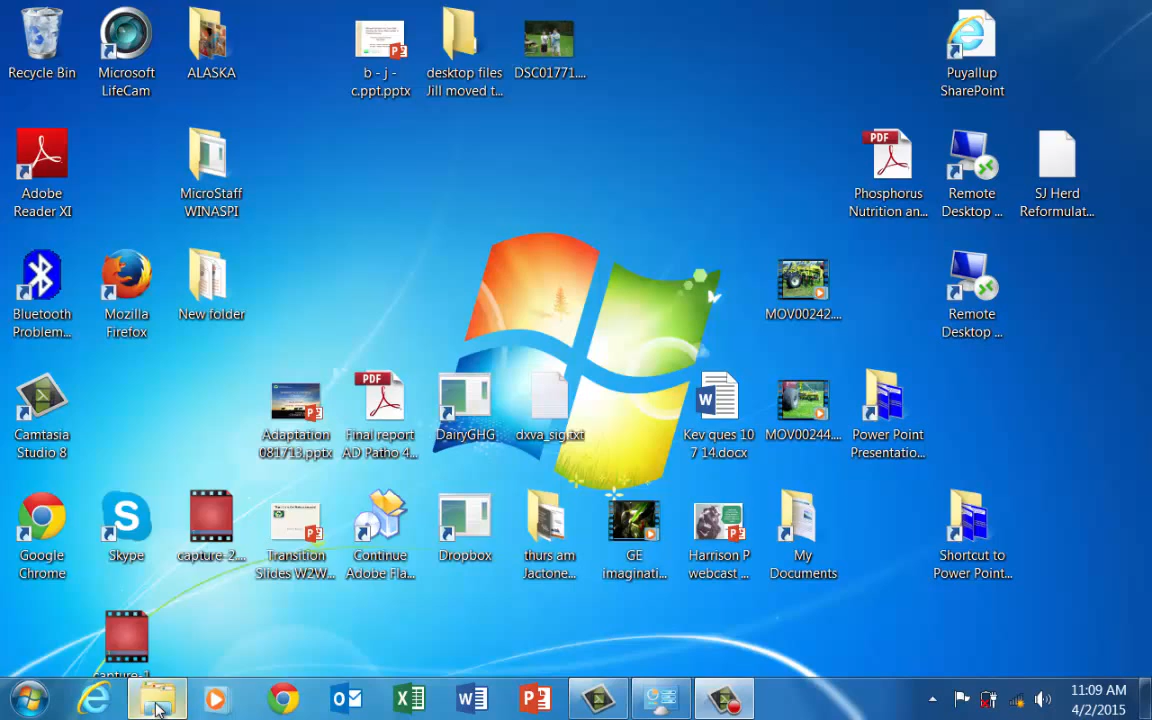 Recycle Bin
Microsoft
LifeCam
ALASKA
b - j -
c.ppt.pptx
desktop files
Jill moved t...
DSC01771....
Puyallup
SharePoint
Adobe
Reader XI
MicroStaff
WINASPI
PDF
Phosphorus
Nutrition an...
Remote
Desktop ...
SJ Herd
Reformulat...
Bluetooth
Problem...
Mozilla
Firefox
New folder
MOV00242....
Remote
Desktop ...
Camtasia
Studio 8
Adaptation
081713.pptx
PDF
Final report
AD Patho 4...
DairyGHG
dxva_sig.txt
Kev ques 10
7 14.docx
MOV00244....
Power Point
Presentatio...
Google
Chrome
Skype
capture-2....
Transition
Slides W2W...
Continue
Adobe Fla...
Dropbox
thurs am
Jactone...
GE
imaginati...
Harrison P
webcast ...
My
Documents
Shortcut to
Power Point...
capture-1
11:09 AM
4/2/2015